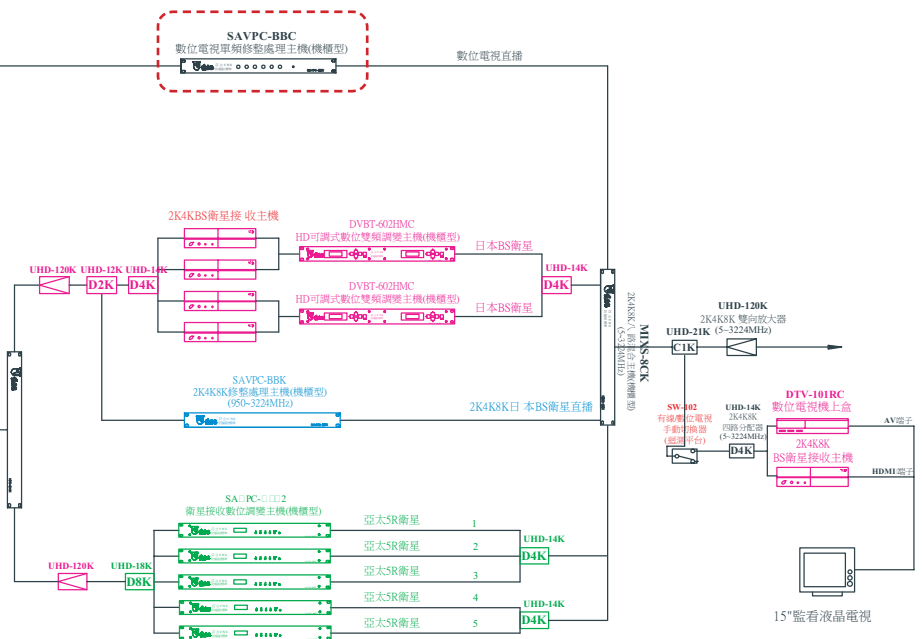 SAVPC-BBC
數位電視單頻修整處理主機(機櫃型)
數位電視直播
2K4KBS衛星接 收主機
DVBT-602HMC
HD可調式數位雙頻調變主機(機櫃型)
日本BS衛星
UHD-120K
UHD-12K
D2K
D4K
DVBT-602HMC
HD可調式數位雙頻調變主機(機櫃型)
日本BS衛星
UHD-14K
D4K
SAVPC-BBK
2K4K8K修整處理主機(機櫃型)
(950~3224MHz)
2K4K8K日 本BS衛星直播
MIXS-8CK
2K4K8K八 路混合主機(機櫃型)
(5~3224MHz)
UHD-21K
C1K
UHD-120K
2K4K8K 雙向放大器
(5~3224MHz)
SW-102
有線/數位電視
手動切換器
UHD-14K
2K4K8K
四路分配器
(5~3224MHz)
D4K
DTV-101RC
數位電視機上盒
2K4K8K
BS衛星接收主機
AV端子
HDMI端子
15"監看液晶電視
衛星接收數位調變主機(機櫃型)
亞太5R衛星 1
亞太5R衛星 2
亞太5R衛星 3
亞太5R衛星 4
亞太5R衛星 5
UHD-120K
UHD-18K
D8K
UHD-14K
D4K
UHD-14K
D4K